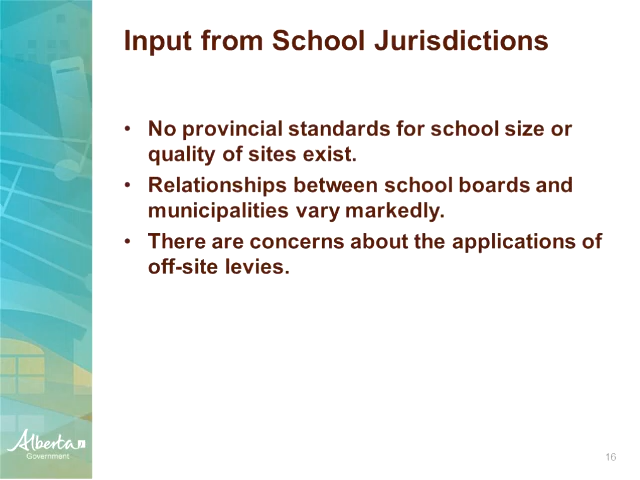 Input from School Jurisdictions
• No provincial standards for school size or
quality of sites exist.
• Relationships between school boards and
municipalities vary markedly.
• There are concerns about the applications of
off-site levies.
Alberta
Government
16